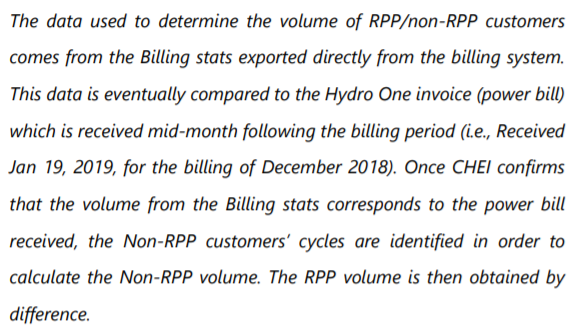 The data used to determine the volume of RPP/non-RPP customers
comes from the Billing stats exported directly from the billing system.
This data is eventually compared to the Hydro One invoice (power bill)
which is received mid-month following the billing period (i.e., Received
Jan 19, 2019, for the billing of December 2018). Once CHEI confirms
that the volume from the Billing stats corresponds to the power bill
received, the Non-RPP customers’ cycles are identified in order to
calculate the Non-RPP volume. The RPP volume is then obtained by
difference.